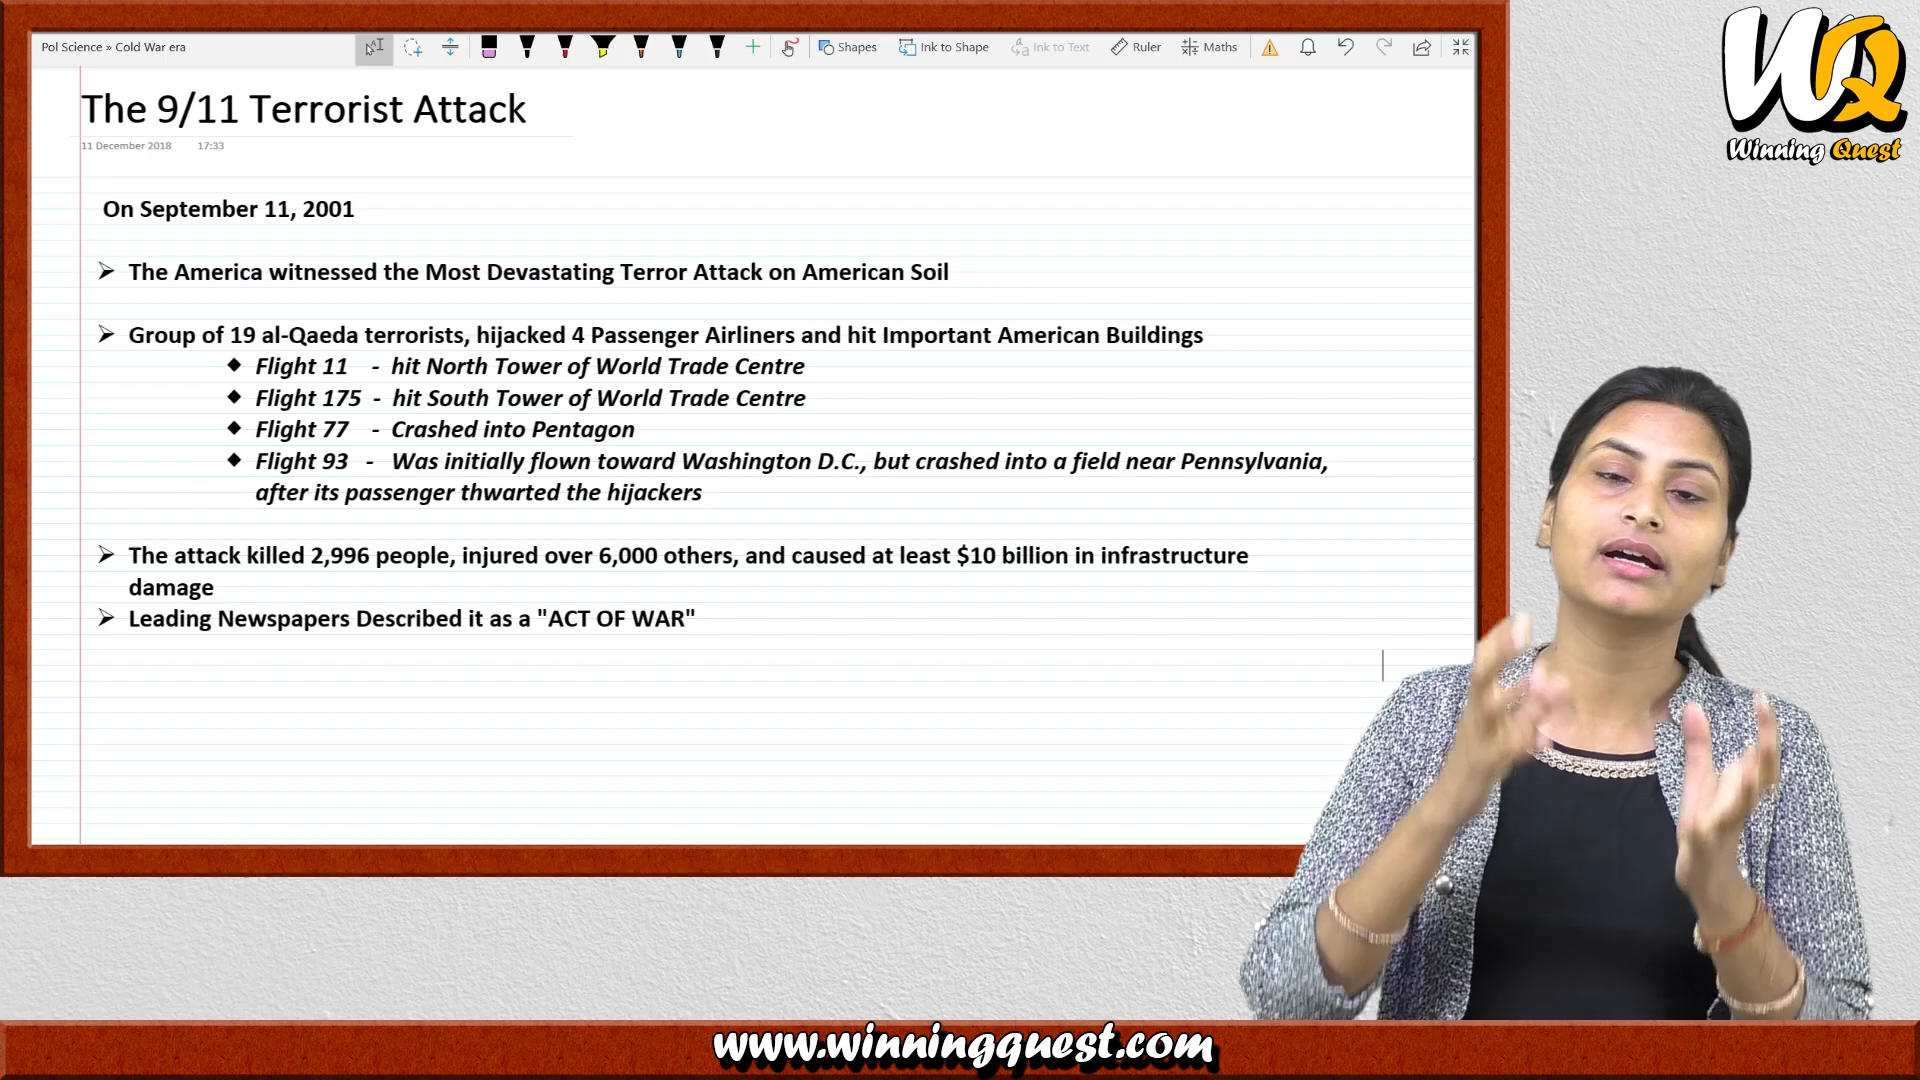 Pol Science » Cold War era
Shapes
Ink to Shape
Ink to Text
Ruler
Maths
WQ
Winning Quest
The 9/11 Terrorist Attack
11 December 2018 17:33
On September 11, 2001
➢ The America witnessed the Most Devastating Terror Attack on American Soil
➢ Group of 19 al-Qaeda terrorists, hijacked 4 Passenger Airliners and hit Important American Buildings
◆ Flight 11 - hit North Tower of World Trade Centre
◆ Flight 175 - hit South Tower of World Trade Centre
◆ Flight 77 - Crashed into Pentagon
◆ Flight 93 - Was initially flown toward Washington D.C., but crashed into a field near Pennsylvania,
after its passenger thwarted the hijackers
➢ The attack killed 2,996 people, injured over 6,000 others, and caused at least $10 billion in infrastructure
damage
➢ Leading Newspapers Described it as a "ACT OF WAR"
www.winningquest.com